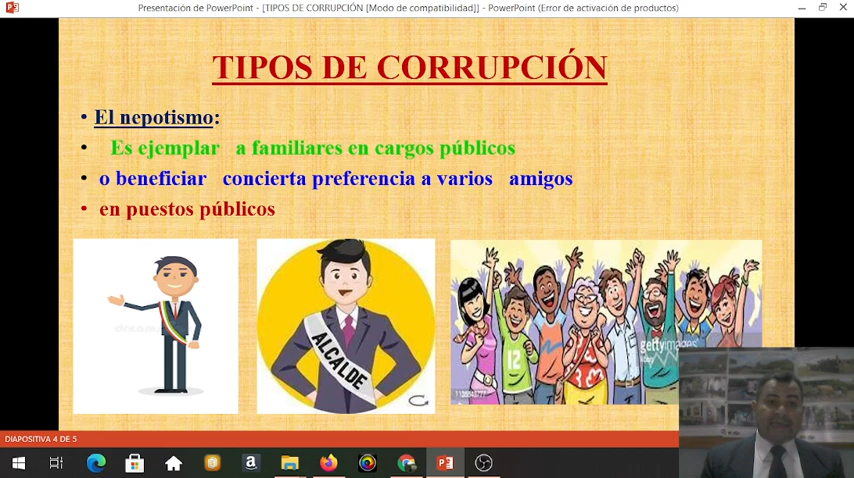 Presentación de PowerPoint - [TIPOS DE CORRUPCIÓN [Modo de compatibilidad]] - PowerPoint (Error de activación de productos)
TIPOS DE CORRUPCIÓN
• El nepotismo:
• Es ejemplar a familiares en cargos públicos
• o beneficiar concierta preferencia a varios amigos
• en puestos públicos
ALCALDE
12
gettyimages
DIAPOSITIVA 4 DE 5